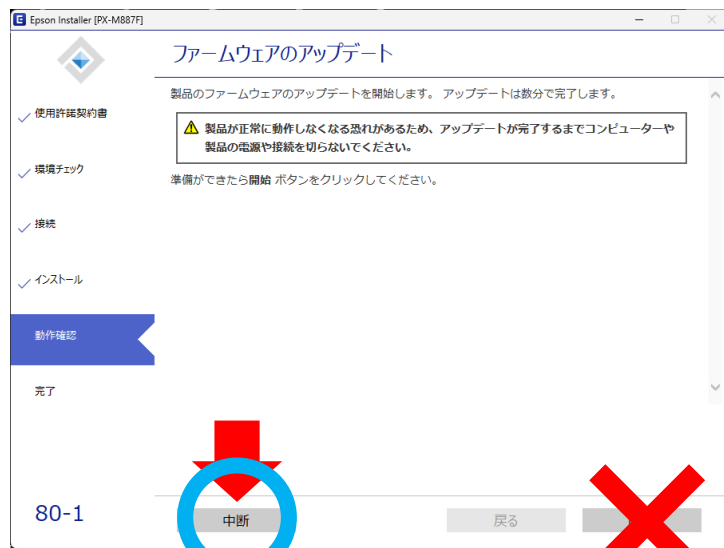 Epson Installer [PX-M887F]
ファームウェアのアップデート
製品のファームウェアのアップデートを開始します。 アップデートは数分で完了します。
製品が正常に動作しなくなる恐れがあるため、アップデートが完了するまでコンピューターや
製品の電源や接続を切らないでください。
準備ができたら開始 ボタンをクリックしてください。
使用許諾契約書
環境チェック
接続
インストール
動作確認
完了
80-1
中断
戻る